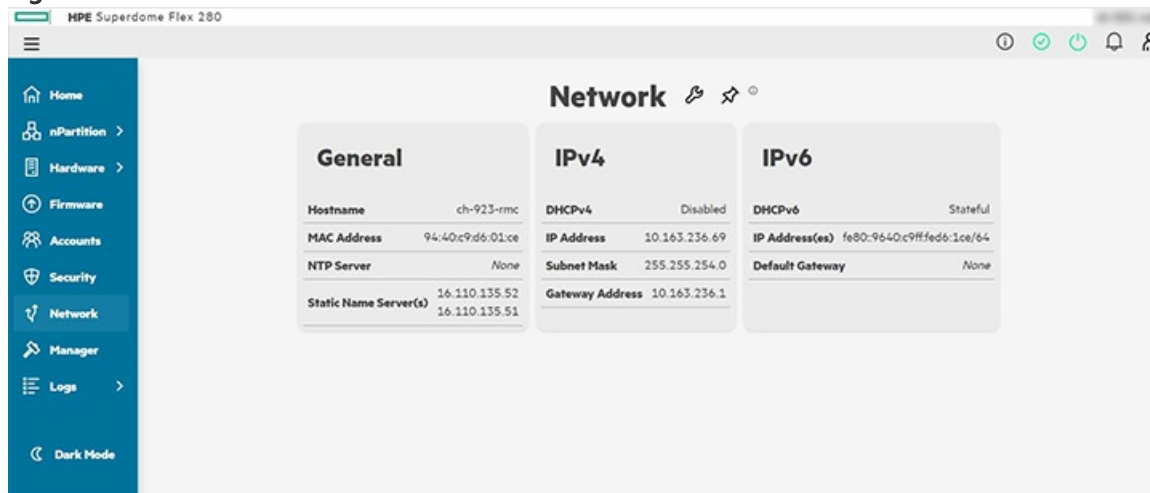 HPE Superdome Flex 280
Home
nPartition
Hardware
Firmware
Accounts
Security
Network
Manager
Logs
Dark Mode
Network
General
Hostname ch-923-rmc
MAC Address 94:40:c9:d6:01:ce
NTP Server None
Static Name Server(s) 16.110.135.52
16.110.135.51
IPv4
DHCPv4 Disabled
IP Address 10.163.236.69
Subnet Mask 255.255.254.0
Gateway Address 10.163.236.1
IPv6
DHCPv6 Stateful
IP Address(es) fe80::9640:c9ff:fed6:1ce/64
Default Gateway None